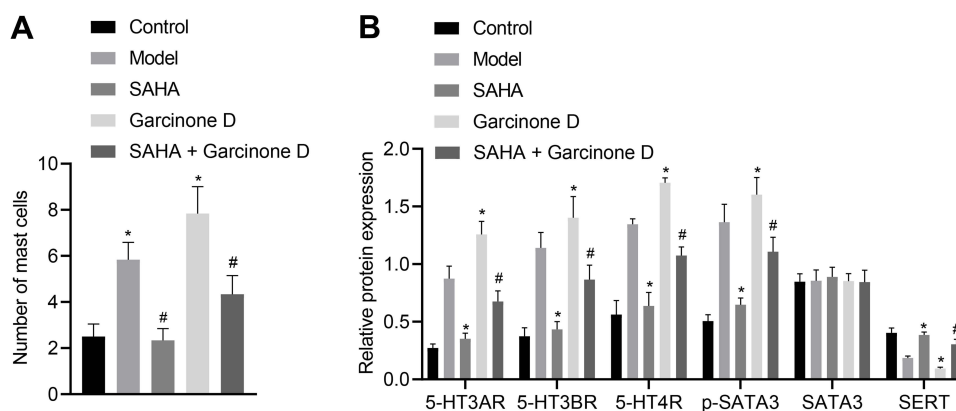 A
Control
Model
SAHA
Garcinone D
SAHA + Garcinone D
Number of mast cells
10
8
6
4
2
0
*
#
*
#
B
Control
Model
SAHA
Garcinone D
SAHA + Garcinone D
Relative protein expression
2.0
1.5
1.0
0.5
0.0
* * #
* * #
* * #
* * #
* * #
5-HT3AR 5-HT3BR 5-HT4R p-SATA3 SATA3 SERT